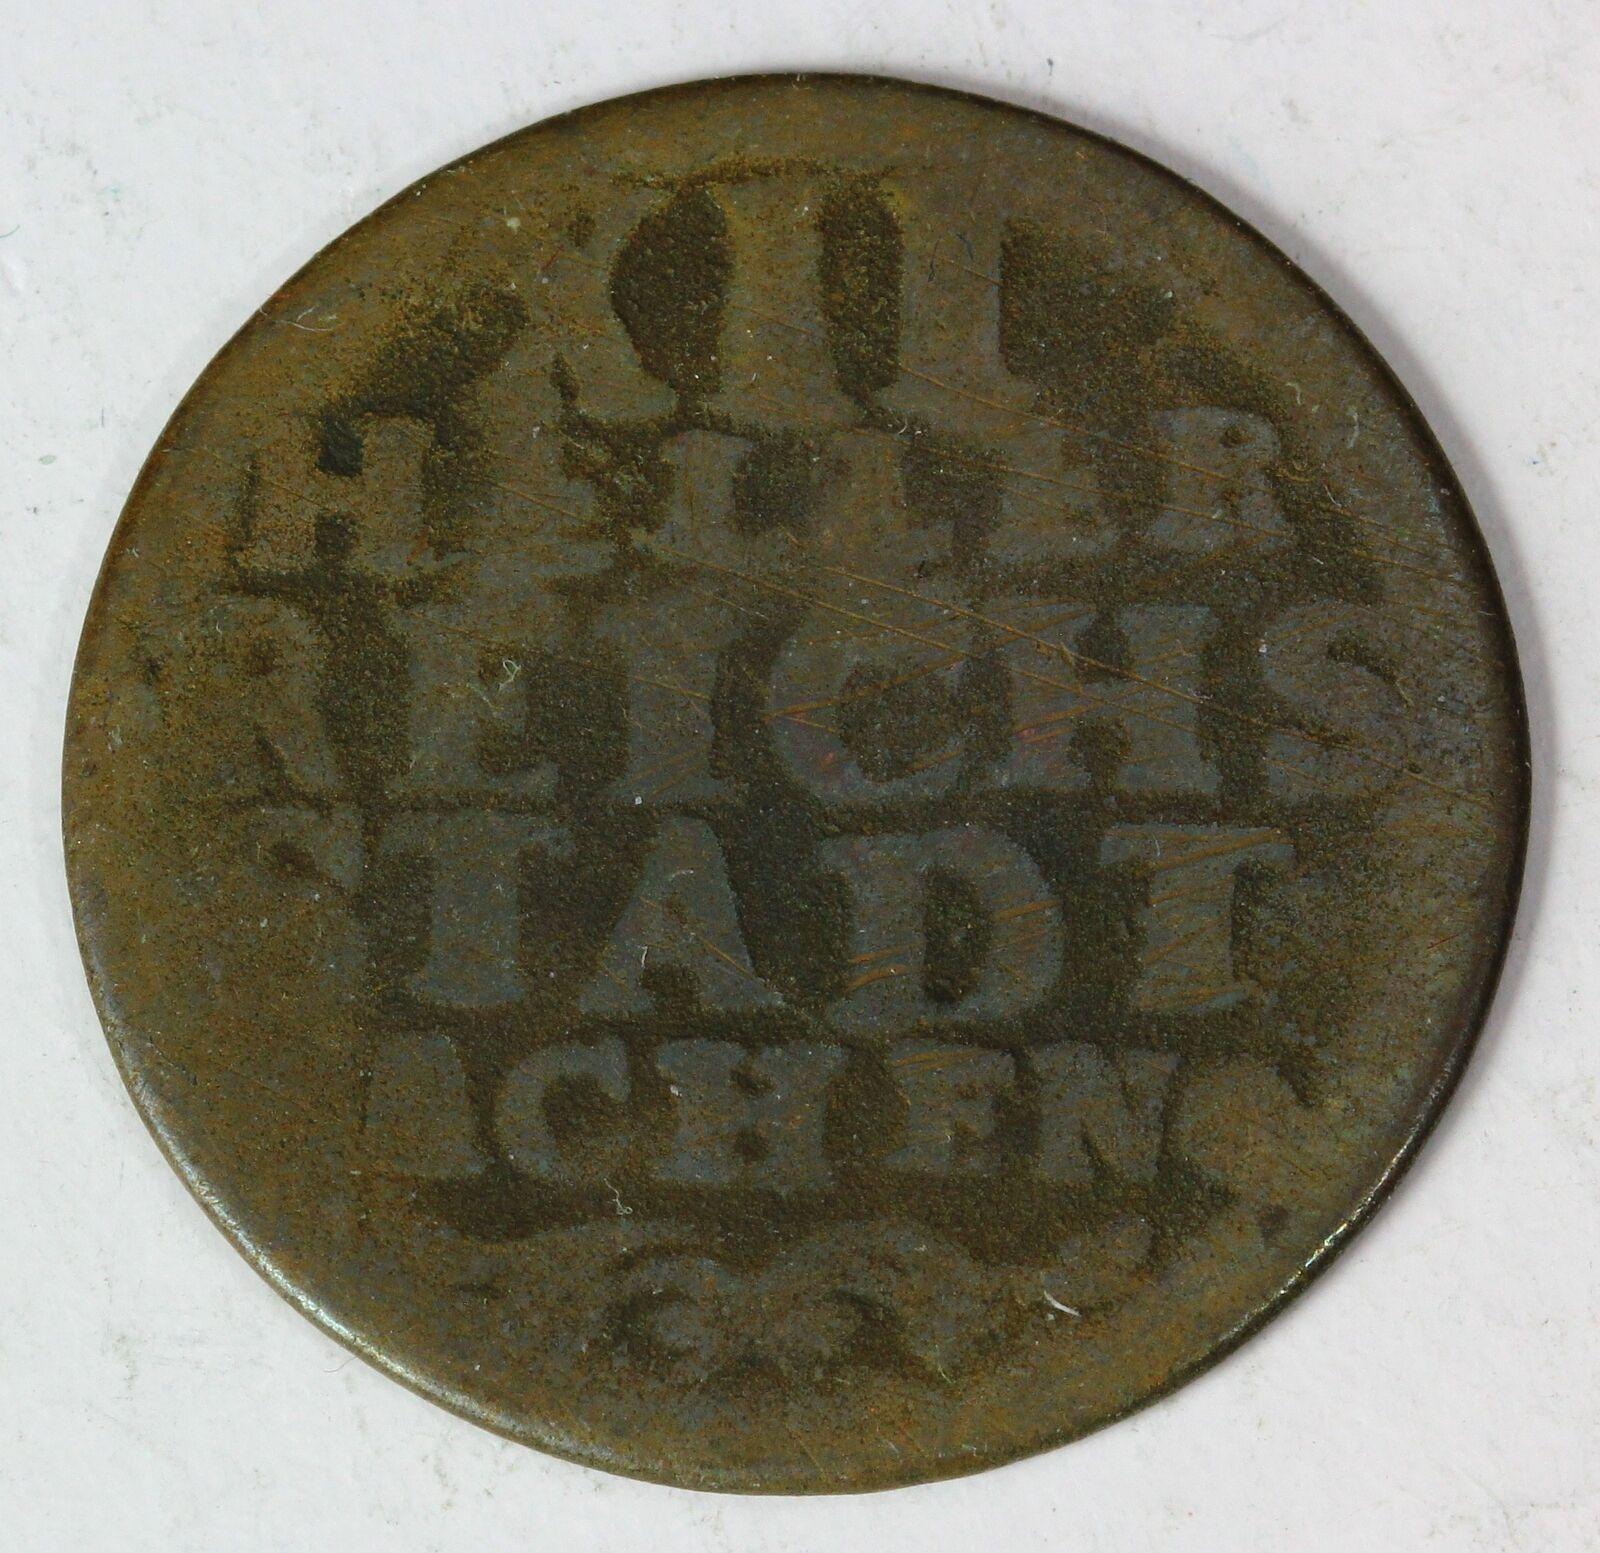 XII
HELLER
REICHS
STADT
ACHEN